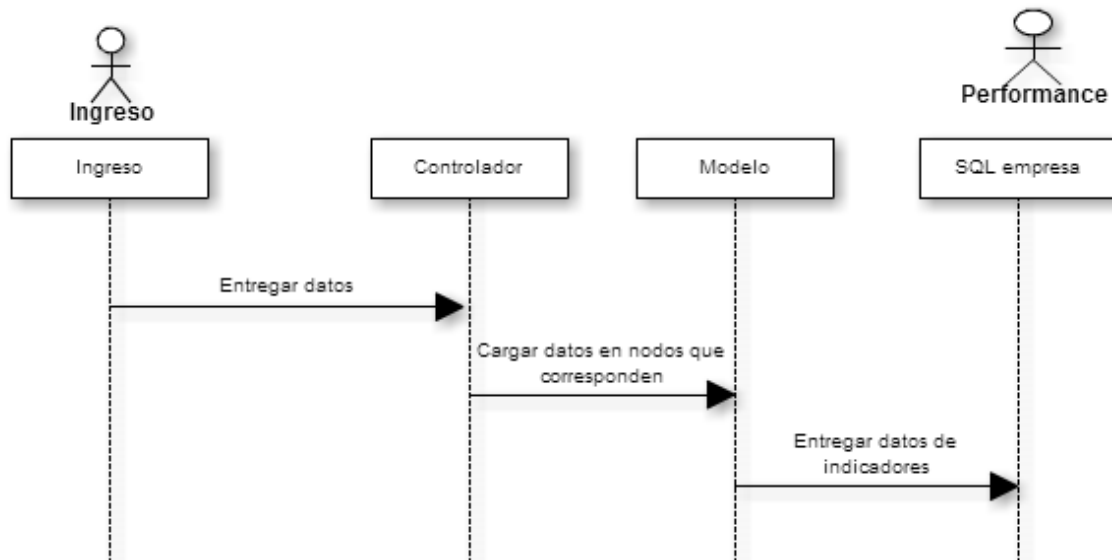 Ingreso
Performance
Ingreso
Controlador
Modelo
SQL empresa
Entregar datos
Cargar datos en nodos que
corresponden
Entregar datos de
indicadores